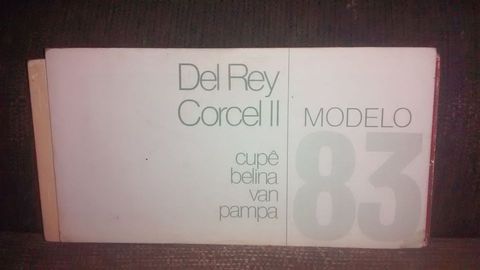 Del Rey
Corcel II
cupê
belina
van
pampa
MODELO
83